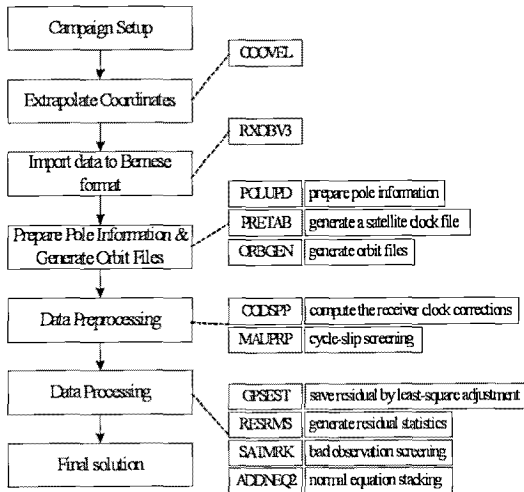 Campaign Setup
COOVEL
Extrapolate Coordinates
RXOBV3
Import data to Bernese
format
POLUPD prepare pole information
PRETAB generate a satellite clock file
ORBGEN generate orbit files
Prepare Pole Information &
Generate Orbit Files
CODSPP compute the receiver clock corrections
MAUPRP cycle-slip screening
Data Preprocessing
GPSEST save residual by least-square adjustment
RESRMS generate residual statistics
SATMRK bad observation screening
ADDNEQ2 normal equation stacking
Data Processing
Final solution